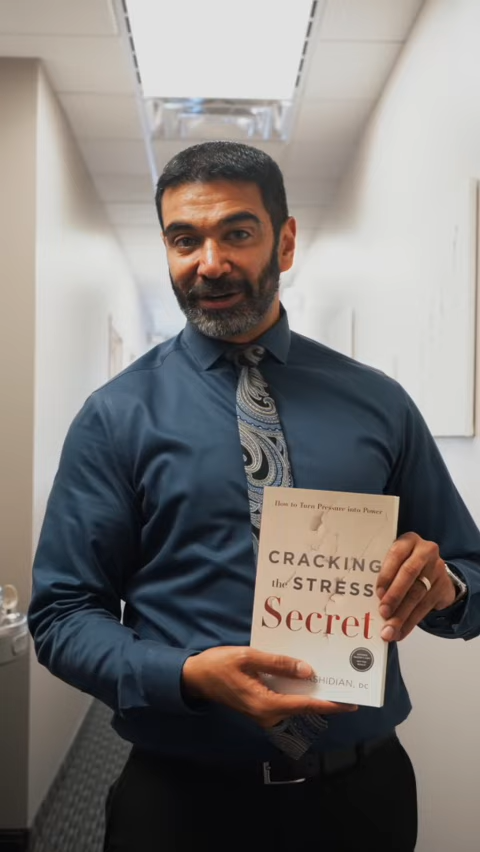 How to Turn Pressure into Power
CRACKING
the STRESS
Secret
DC